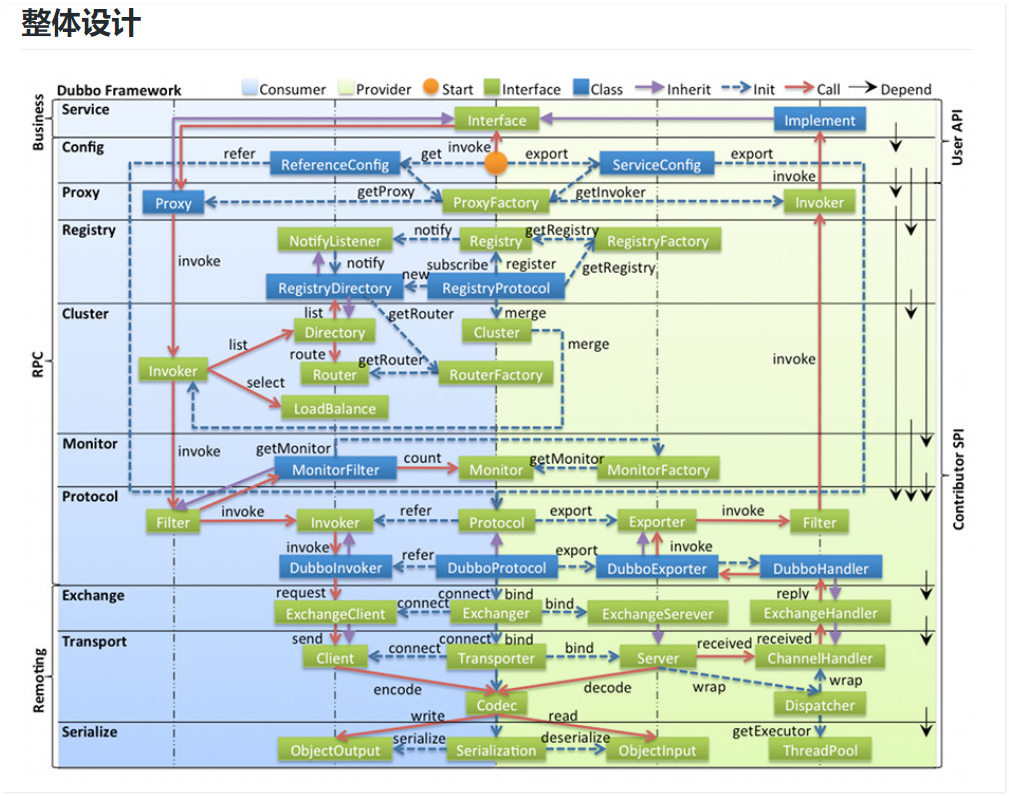 整体设计
Dubbo Framework
Consumer Provider Start Interface Class Inherit Init Call Depend
Business
Service
Interface
Implement
User API
Config
refer
ReferenceConfig
get
invoke
export
ServiceConfig
export
invoke
Proxy
Proxy
getProxy
ProxyFactory
getInvoker
Invoker
Registry
NotifyListener
notify
Registry
getRegistry
RegistryFactory
invoke
notify
subscribe
register
getRegistry
new
RegistryDirectory
RegistryProtocol
RPC
Cluster
list
getRouter
merge
Directory
Cluster
list
merge
route
getRouter
invoke
Invoker
Router
RouterFactory
select
LoadBalance
Contributor SPI
Monitor
invoke
getMonitor
MonitorFilter
count
Monitor
getMonitor
MonitorFactory
Protocol
Filter
invoke
Invoker
refer
Protocol
export
Exporter
invoke
Filter
invoke
refer
export
invoke
DubboInvoker
DubboProtocol
DubboExporter
DubboHandler
Remoting
Exchange
request
connect
bind
reply
ExchangeClient
connect
Exchanger
bind
ExchangeSerever
ExchangeHandler
Transport
send
connect
bind
received
received
Client
connect
Transporter
bind
Server
ChannelHandler
encode
decode
wrap
wrap
Codec
Dispatcher
write
read
Serialize
serialize
deserialize
getExecutor
ObjectOutput
Serialization
ObjectInput
ThreadPool